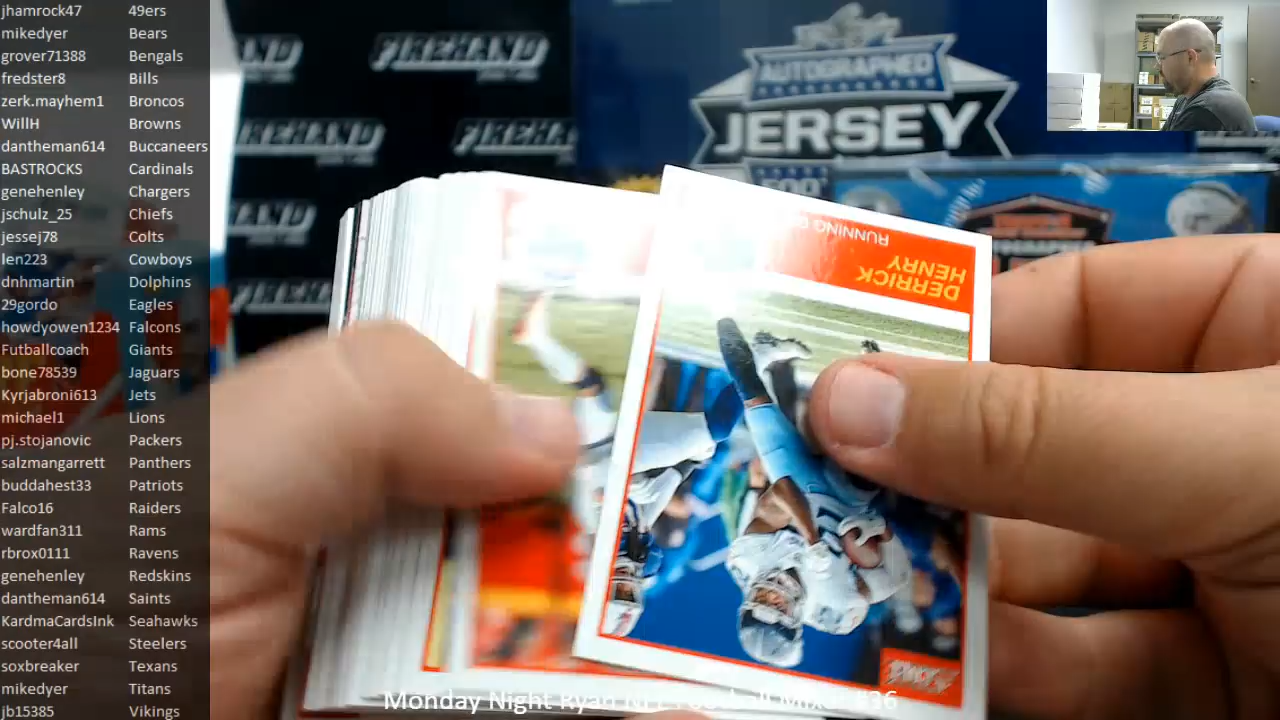 jhamrock47 49ers
mikedyer Bears
grover71388 Bengals
fredster8 Bills
zerk.mayhem1 Broncos
WillH Browns
dantheman614 Buccaneers
BASTROCKS Cardinals
genehenley Chargers
jschulz_25 Chiefs
jessej78 Colts
len223 Cowboys
dnhmartin Dolphins
29gordo Eagles
howdyowen1234 Falcons
Futballcoach Giants
bone78539 Jaguars
Kyrjabroni613 Jets
michael1 Lions
pj.stojanovic Packers
salzmangarrett Panthers
buddahest33 Patriots
Falco16 Raiders
wardfan311 Rams
rbrox0111 Ravens
genehenley Redskins
dantheman614 Saints
KardmaCardsInk Seahawks
scooter4all Steelers
soxbreaker Texans
mikedyer Titans
jb15385 Vikings
FIREHAND
FIREHAND
FIREHAND
AUTOGRAPHED
JERSEY
RUNNING
DERRICK
HENRY
Monday Night Ryan NFL Football Mixer #36